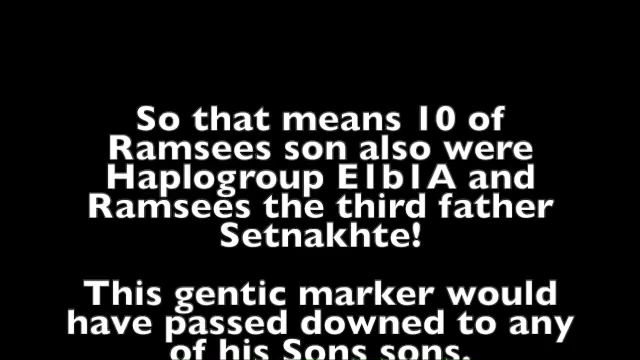 So that means 10 of
Ramsees son also were
Haplogroup E1b1A and
Ramsees the third father
Setnakhte!
This gentic marker would
have passed downed to any
of his Sons sons.